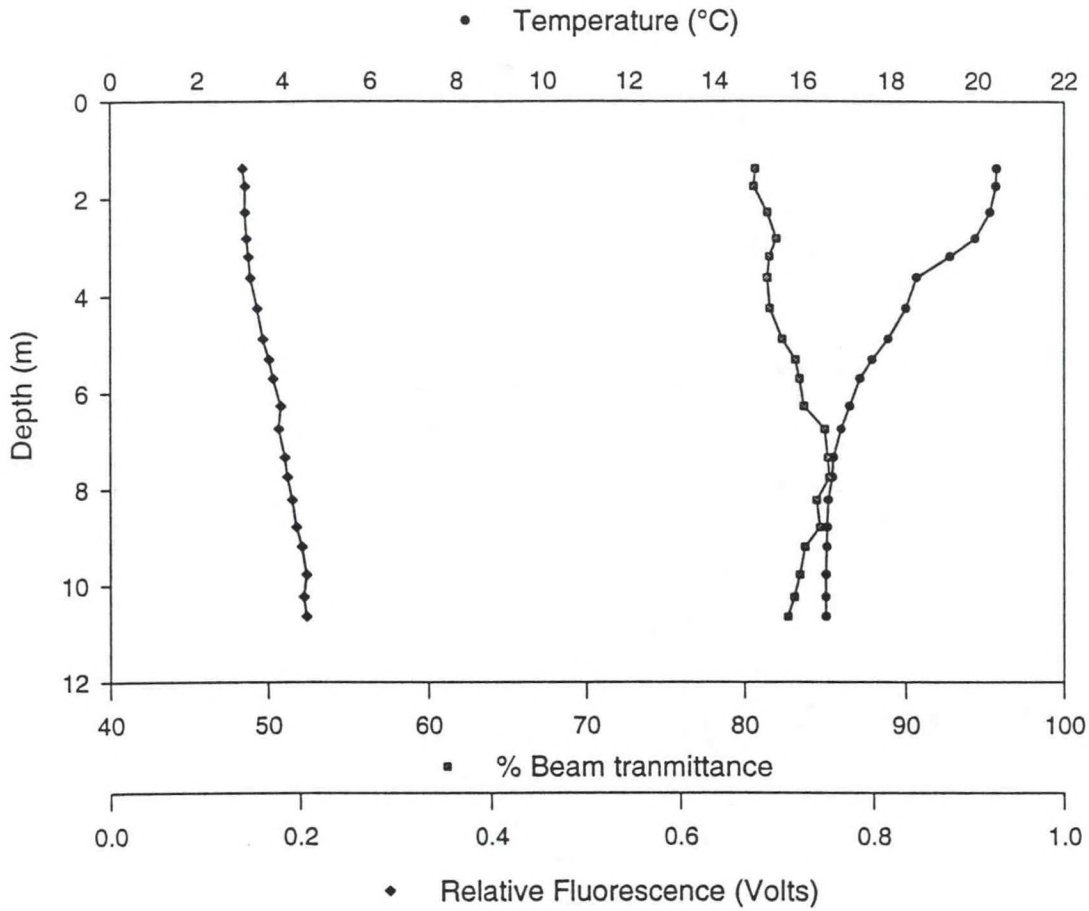 Temperature (°C)
0 2 4 6 8 10 12 14 16 18 20 22
0
2
4
6
8
10
12
Depth (m)
40 50 60 70 80 90 100
% Beam tranmittance
0.0 0.2 0.4 0.6 0.8 1.0
Relative Fluorescence (Volts)